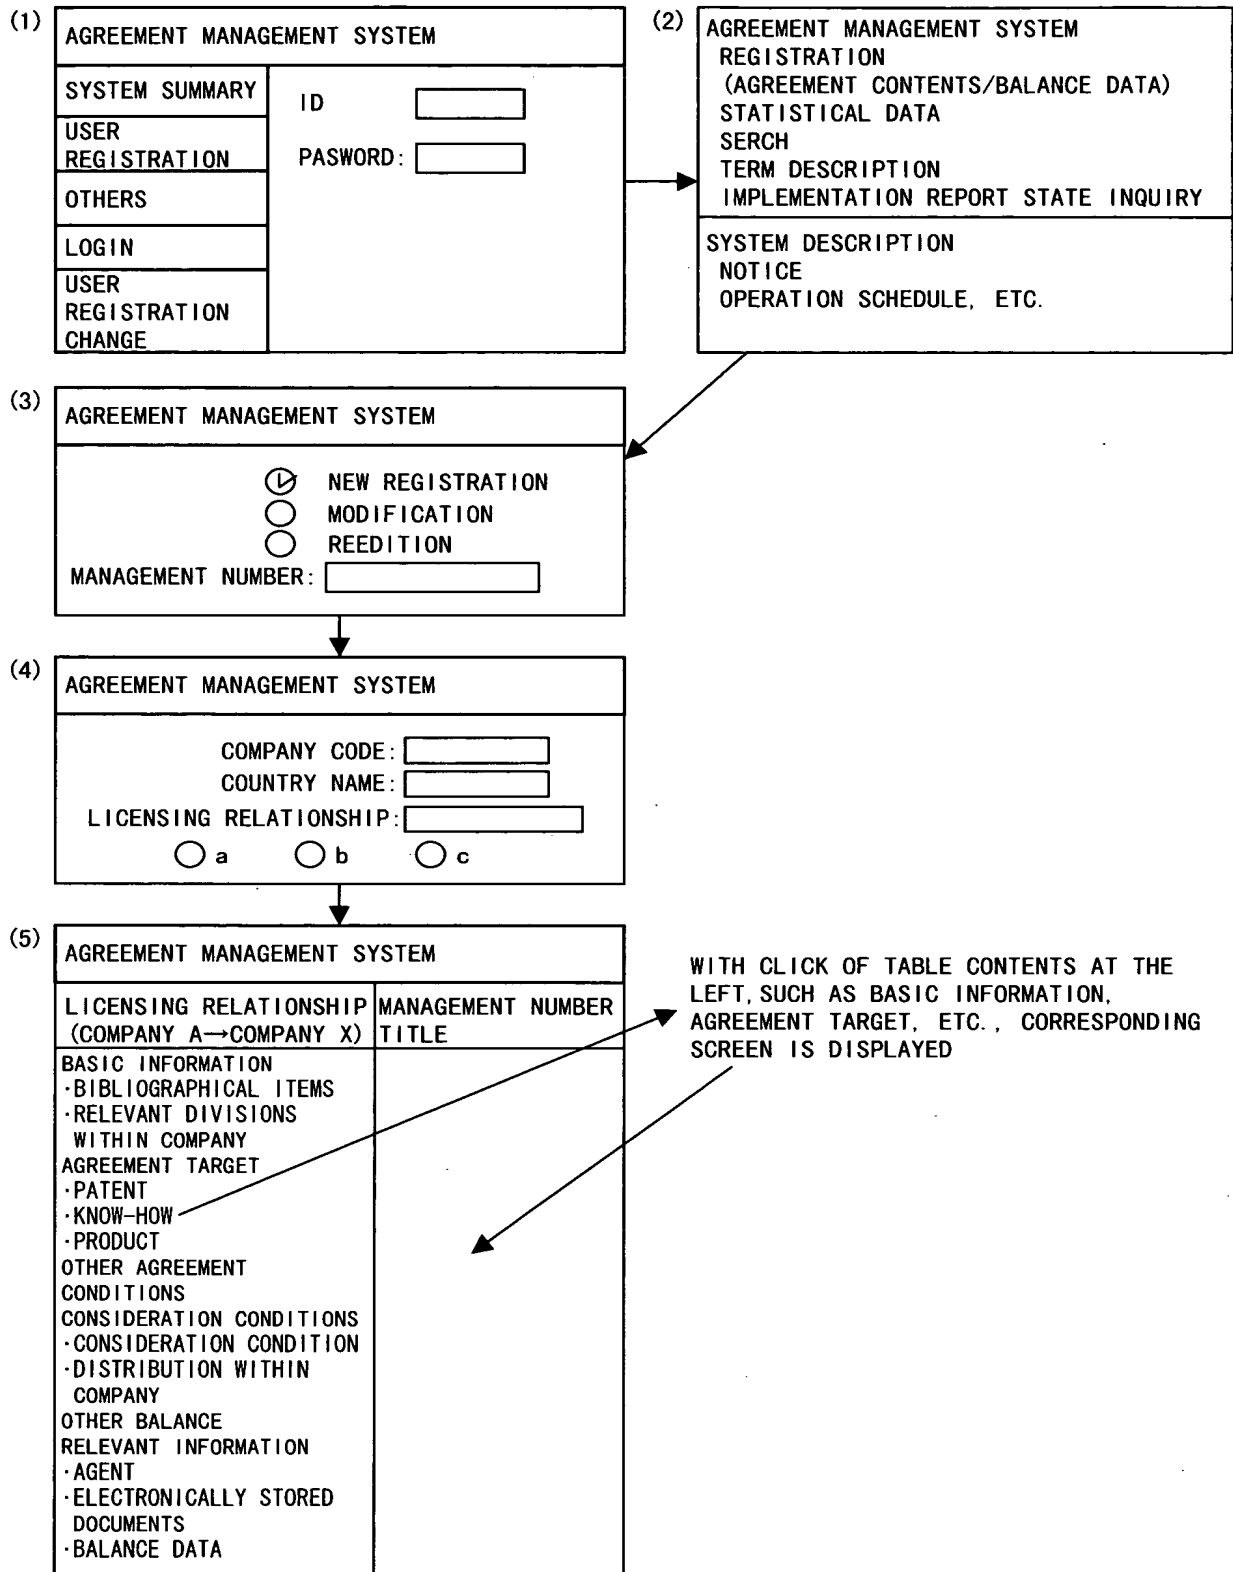 (1)
AGREEMENT MANAGEMENT SYSTEM
SYSTEM SUMMARY
USER
REGISTRATION
OTHERS
LOGIN
USER
REGISTRATION
CHANGE
ID
PASWORD:
(2)
AGREEMENT MANAGEMENT SYSTEM
REGISTRATION
(AGREEMENT CONTENTS/BALANCE DATA)
STATISTICAL DATA
SERCH
TERM DESCRIPTION
IMPLEMENTATION REPORT STATE INQUIRY
SYSTEM DESCRIPTION
NOTICE
OPERATION SCHEDULE, ETC.
(3)
AGREEMENT MANAGEMENT SYSTEM
NEW REGISTRATION
MODIFICATION
REEDITION
MANAGEMENT NUMBER:
(4)
AGREEMENT MANAGEMENT SYSTEM
COMPANY CODE:
COUNTRY NAME:
LICENSING RELATIONSHIP:
a b c
(5)
AGREEMENT MANAGEMENT SYSTEM
LICENSING RELATIONSHIP
(COMPANY A→COMPANY X)
MANAGEMENT NUMBER
TITLE
BASIC INFORMATION
·BIBLIOGRAPHICAL ITEMS
·RELEVANT DIVISIONS
WITHIN COMPANY
AGREEMENT TARGET
·PATENT
·KNOW-HOW
·PRODUCT
OTHER AGREEMENT
CONDITIONS
CONSIDERATION CONDITIONS
·CONSIDERATION CONDITION
·DISTRIBUTION WITHIN
COMPANY
OTHER BALANCE
RELEVANT INFORMATION
·AGENT
·ELECTRONICALLY STORED
DOCUMENTS
·BALANCE DATA
WITH CLICK OF TABLE CONTENTS AT THE
LEFT, SUCH AS BASIC INFORMATION,
AGREEMENT TARGET, ETC., CORRESPONDING
SCREEN IS DISPLAYED